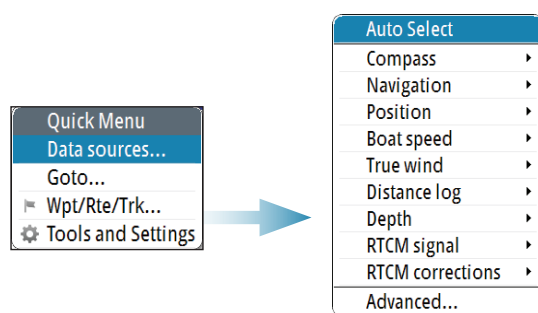 Quick Menu
Data sources...
Goto...
Wpt/Rte/Trk...
Tools and Settings
Auto Select
Compass
Navigation
Position
Boat speed
True wind
Distance log
Depth
RTCM signal
RTCM corrections
Advanced...